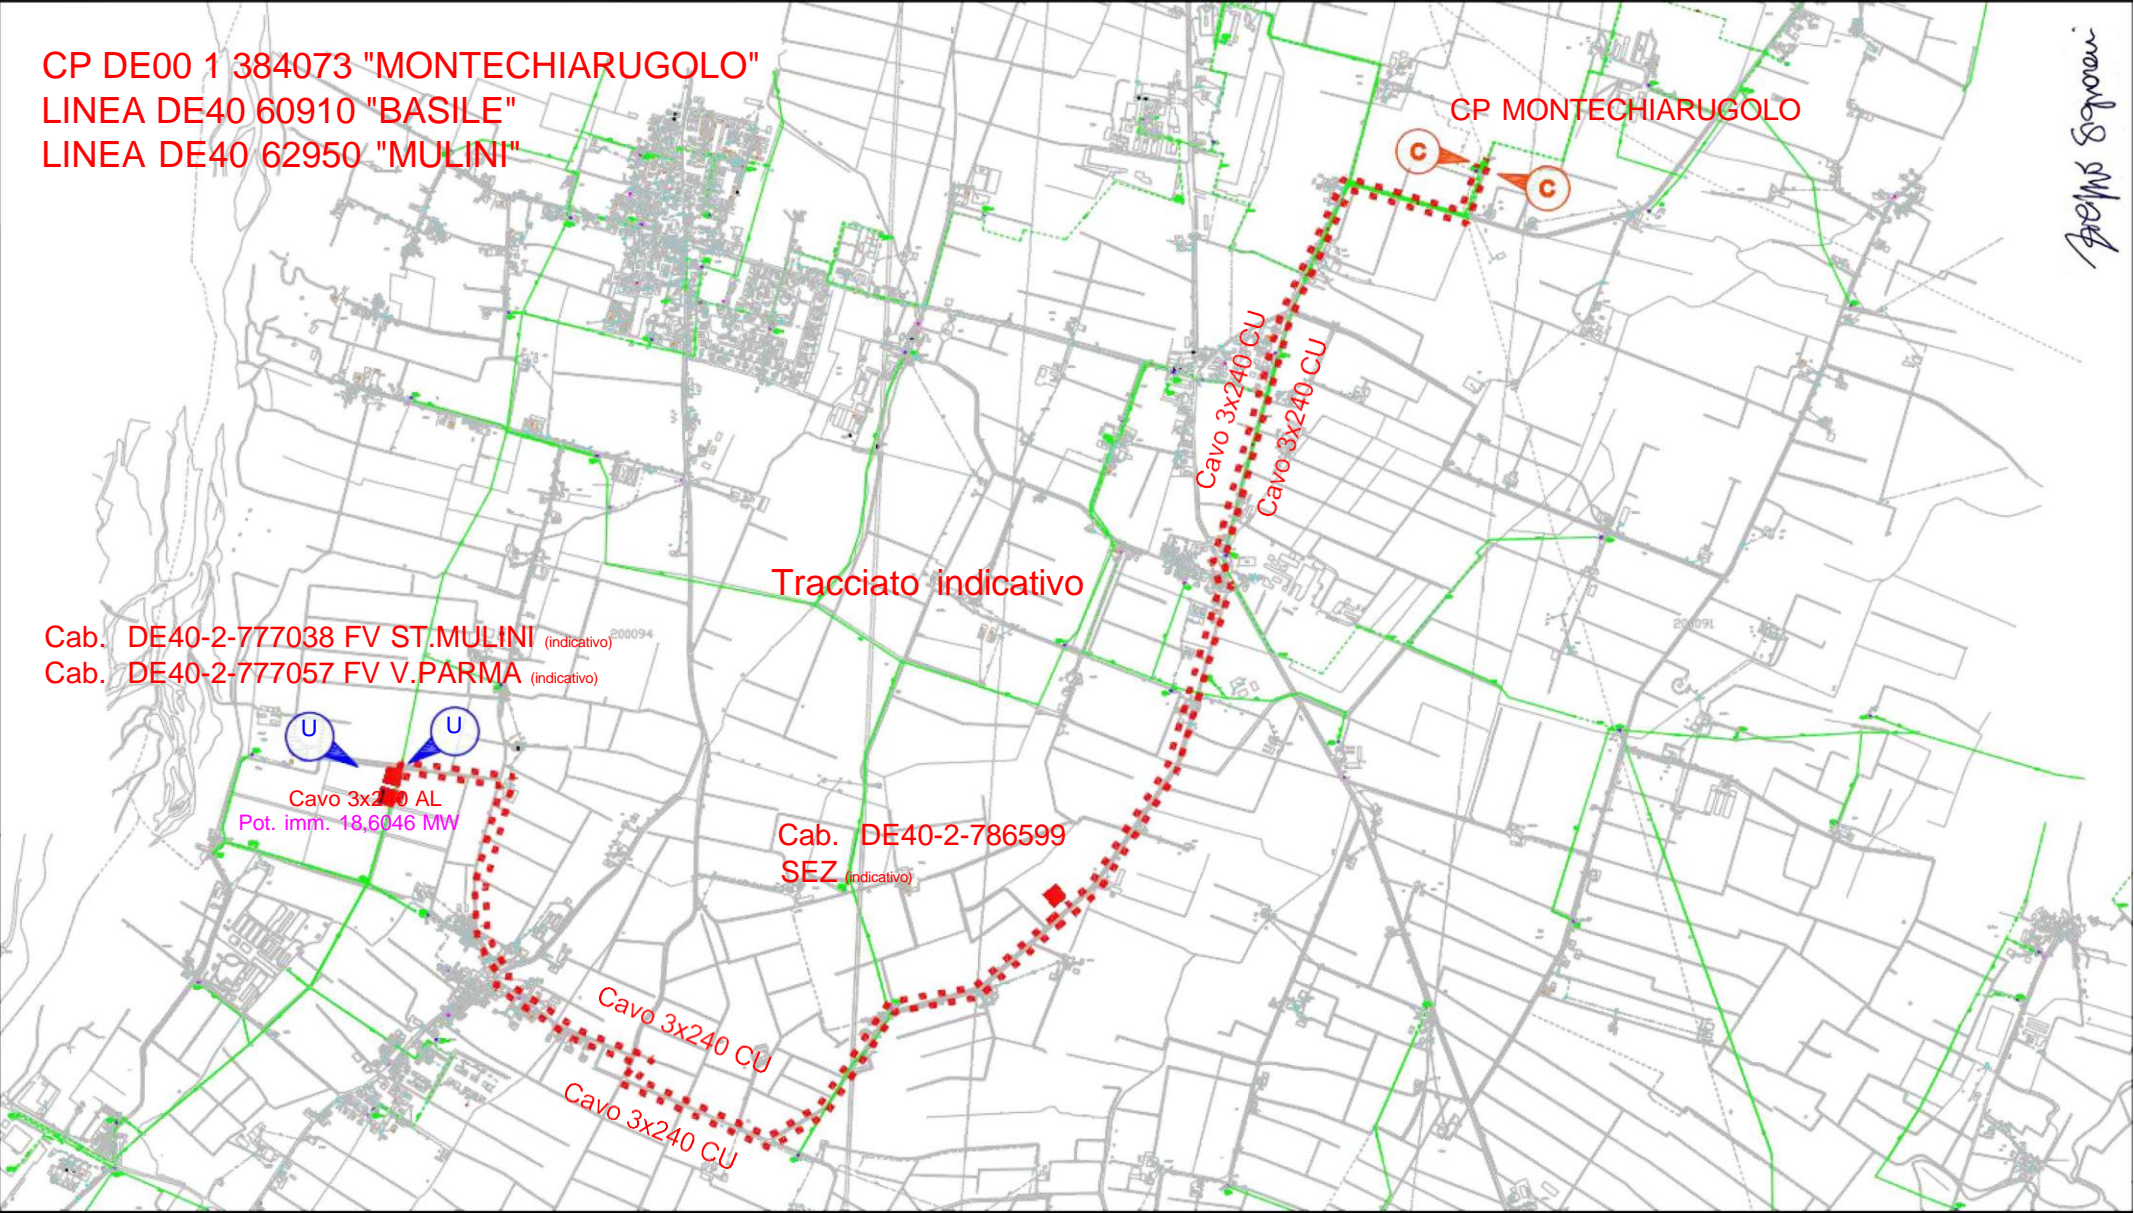 CP DE00 1 384073 "MONTECHIARUGOLO"
LINEA DE40 60910 "BASILE"
LINEA DE40 62950 "MULINI"
CP MONTECHIARUGOLO
C
C
Cavo 3x240 CU
Cavo 3x240 CU
Tracciato indicativo
Cab. DE40-2-777038 FV ST.MULINI (indicativo)
Cab. DE40-2-777057 FV V.PARMA (indicativo)
200094
200091
U
U
Cavo 3x240 AL
Pot. imm. 18,6046 MW
Cab. DE40-2-786599
SEZ (indicativo)
Cavo 3x240 CU
Cavo 3x240 CU